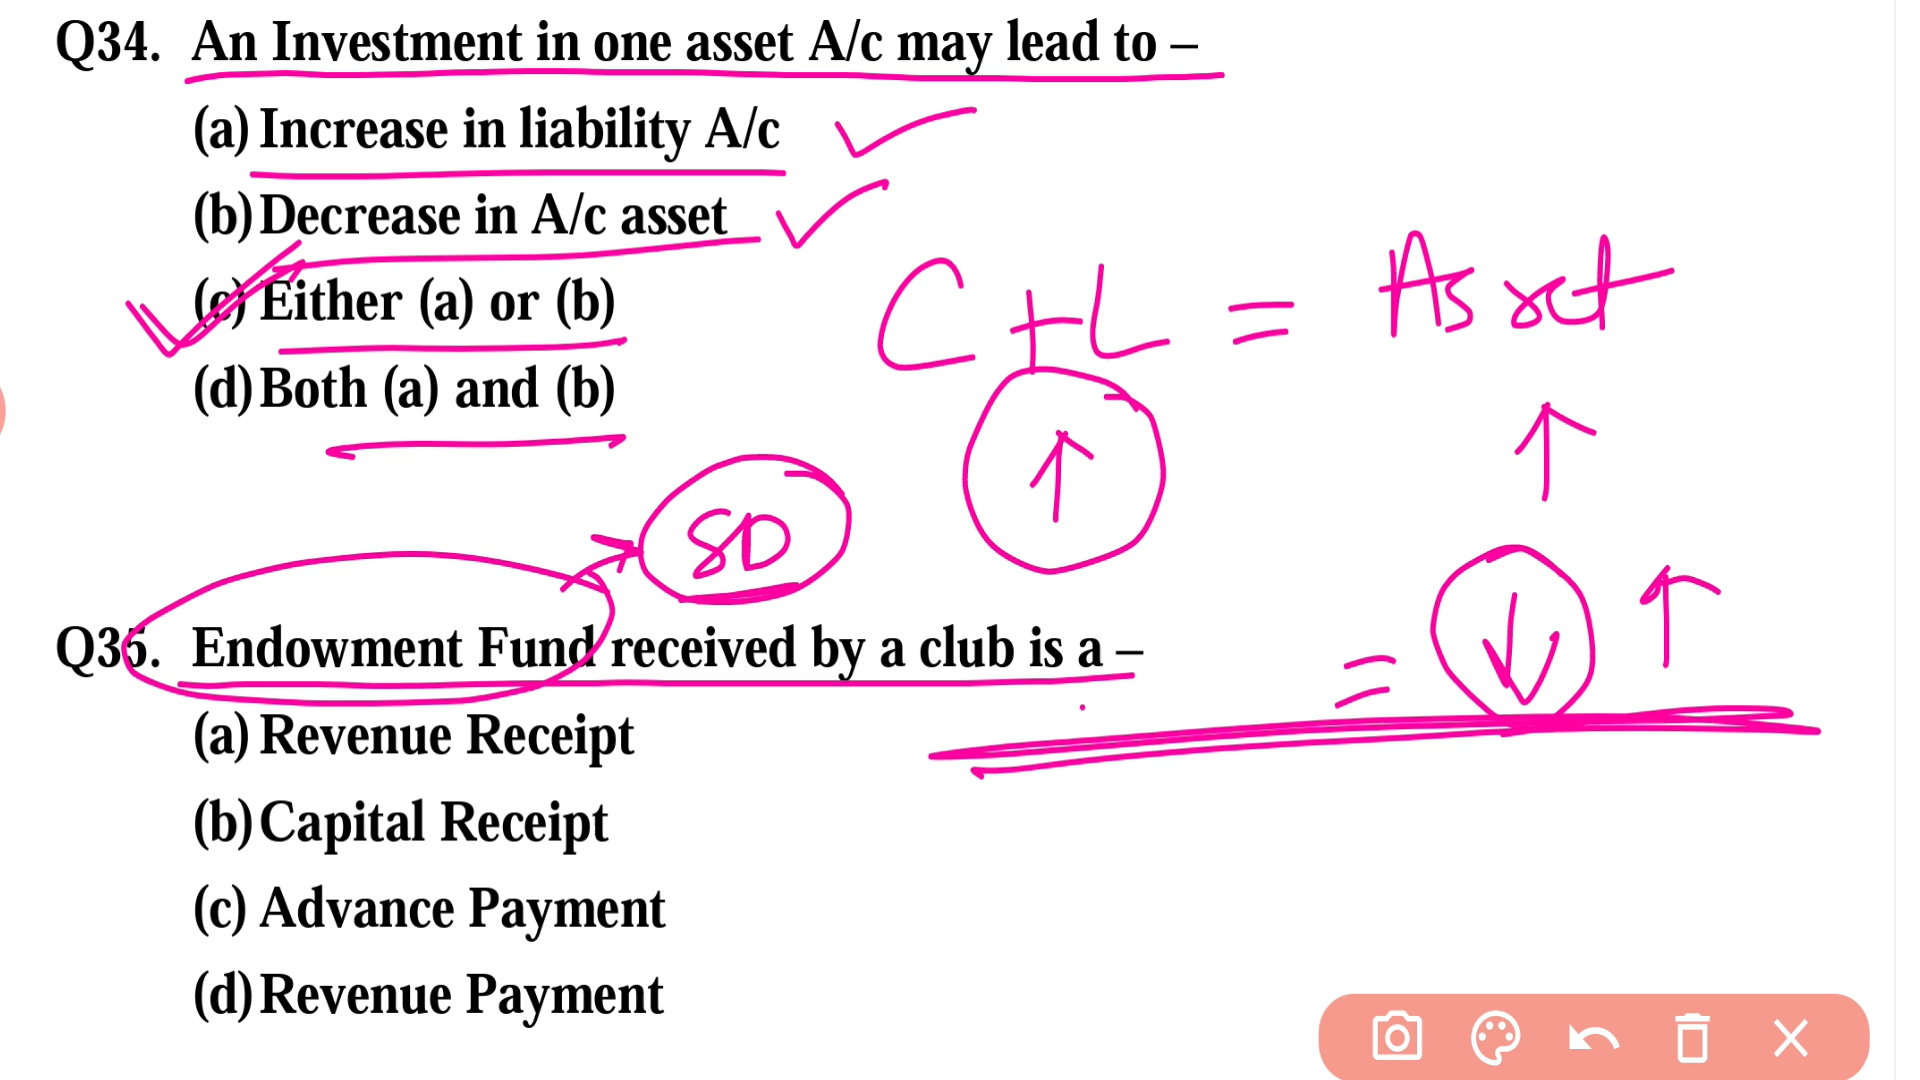 Q34. An Investment in one asset A/c may lead to –
(a) Increase in liability A/c
(b) Decrease in A/c asset
(c) Either (a) or (b)
(d) Both (a) and (b)
C + L = Asset
SD
Q35. Endowment Fund received by a club is a –
(a) Revenue Receipt
(b) Capital Receipt
(c) Advance Payment
(d) Revenue Payment